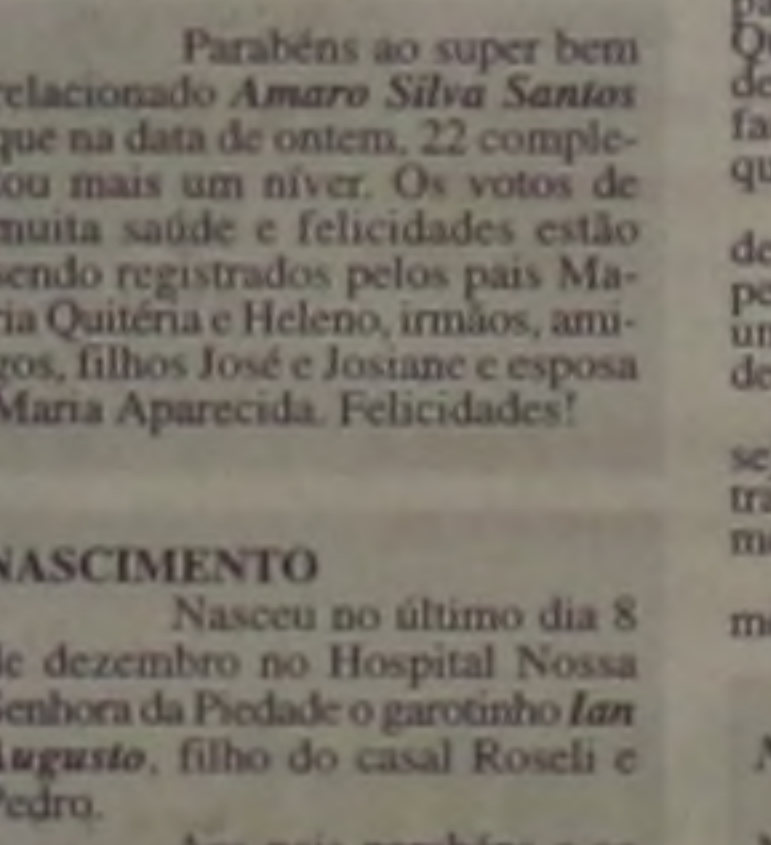 Parabéns ao super bem
relacionado Amaro Silva Santos
que na data de ontem, 22 comple-
tou mais um níver. Os votos de
muita saúde e felicidades estão
sendo registrados pelos pais Ma-
ria Quitéria e Heleno, irmãos, ami-
gos, filhos José e Josiane e esposa
Maria Aparecida. Felicidades!
NASCIMENTO
Nasceu no último dia 8
de dezembro no Hospital Nossa
Senhora da Piedade o garotinho Ian
Augusto, filho do casal Roseli e
Pedro.